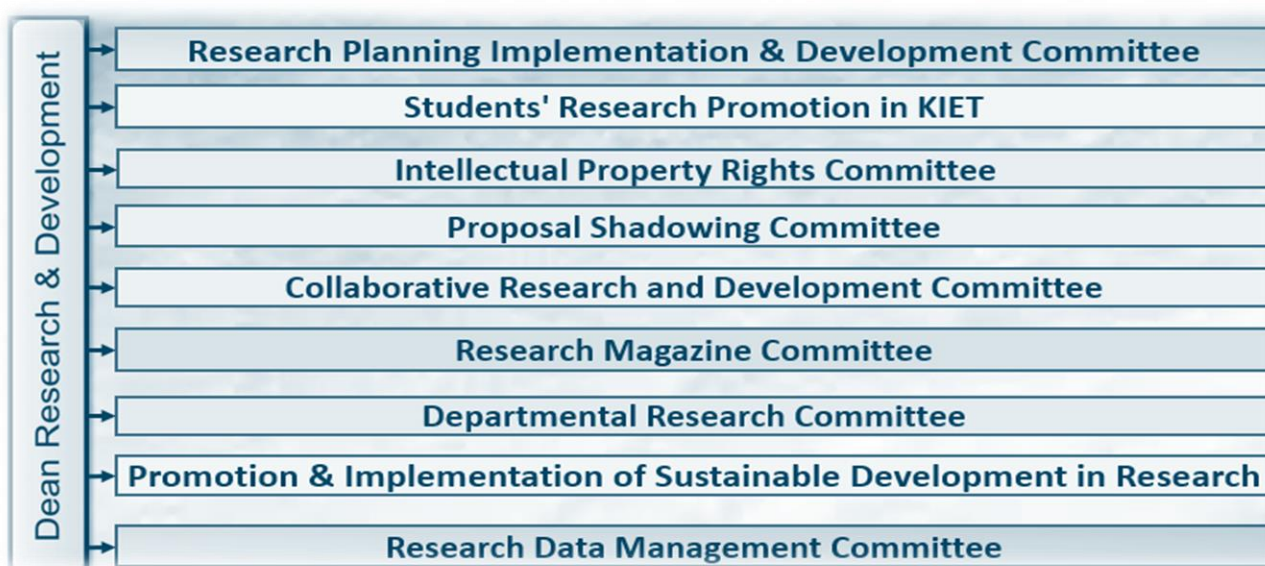 Dean Research & Development
Research Planning Implementation & Development Committee
Students' Research Promotion in KIET
Intellectual Property Rights Committee
Proposal Shadowing Committee
Collaborative Research and Development Committee
Research Magazine Committee
Departmental Research Committee
Promotion & Implementation of Sustainable Development in Research
Research Data Management Committee